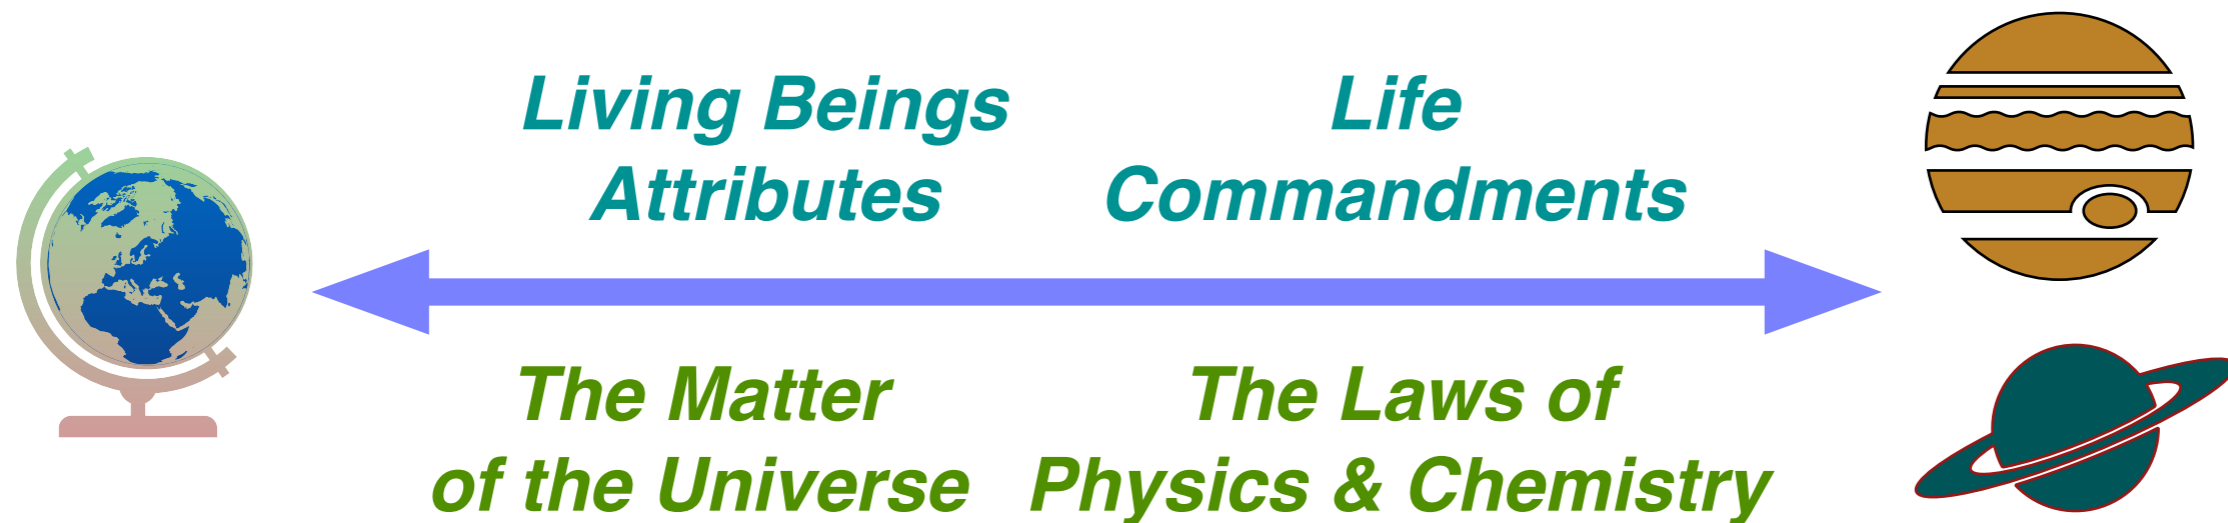 Living Beings
Attributes
Life
Commandments
The Matter
of the Universe
The Laws of
Physics & Chemistry